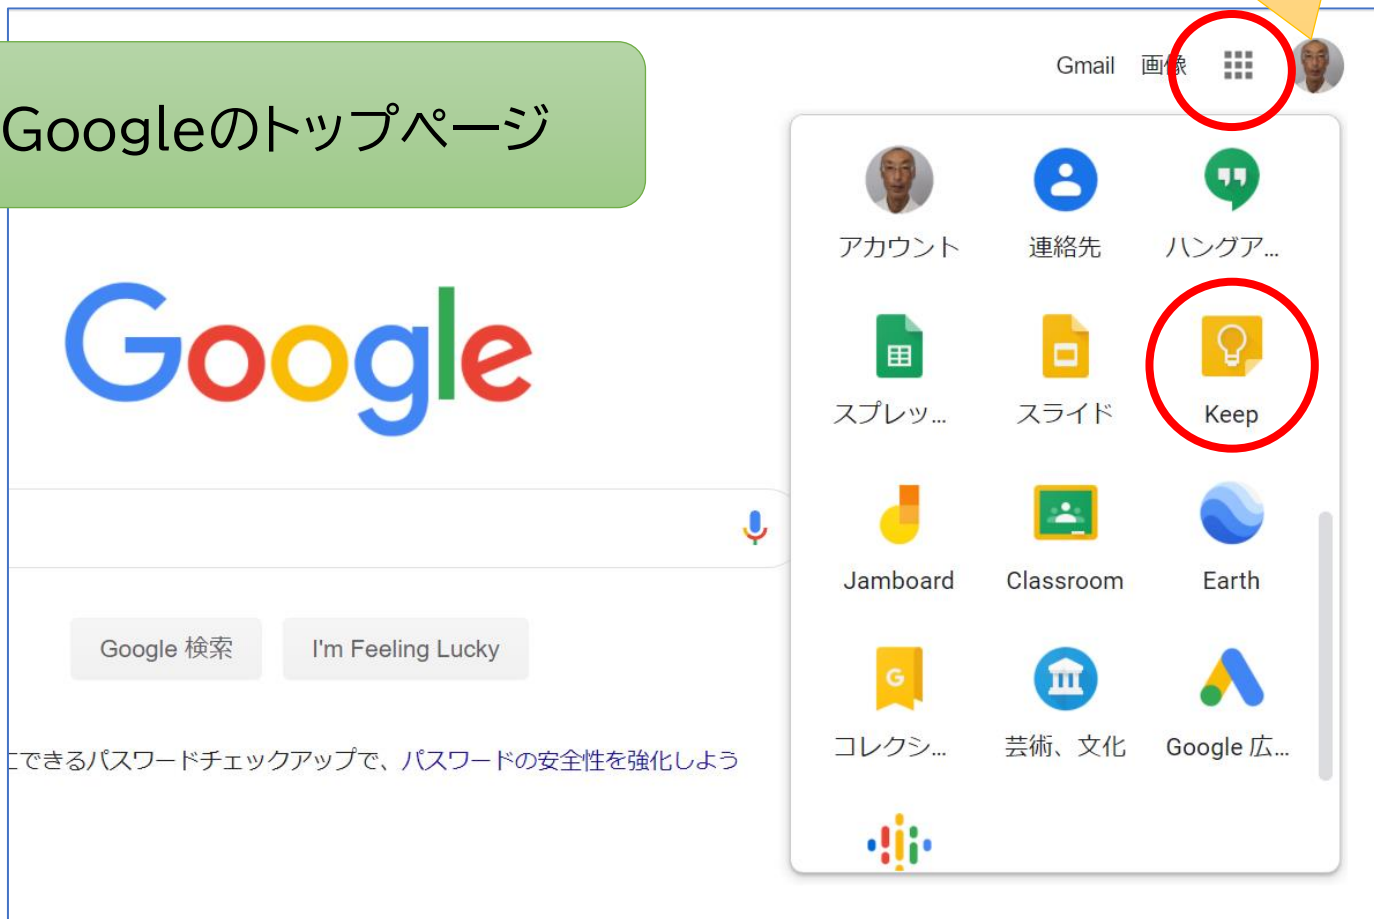 Gmail 画像
Googleのトップページ
アカウント 連絡先 ハングア...
Google
スプレッ... スライド Keep
Jamboard Classroom Earth
Google 検索 I'm Feeling Lucky
G
コレクシ... 芸術、文化 Google 広...
にできるパスワードチェックアップで、パスワードの安全性を強化しよう